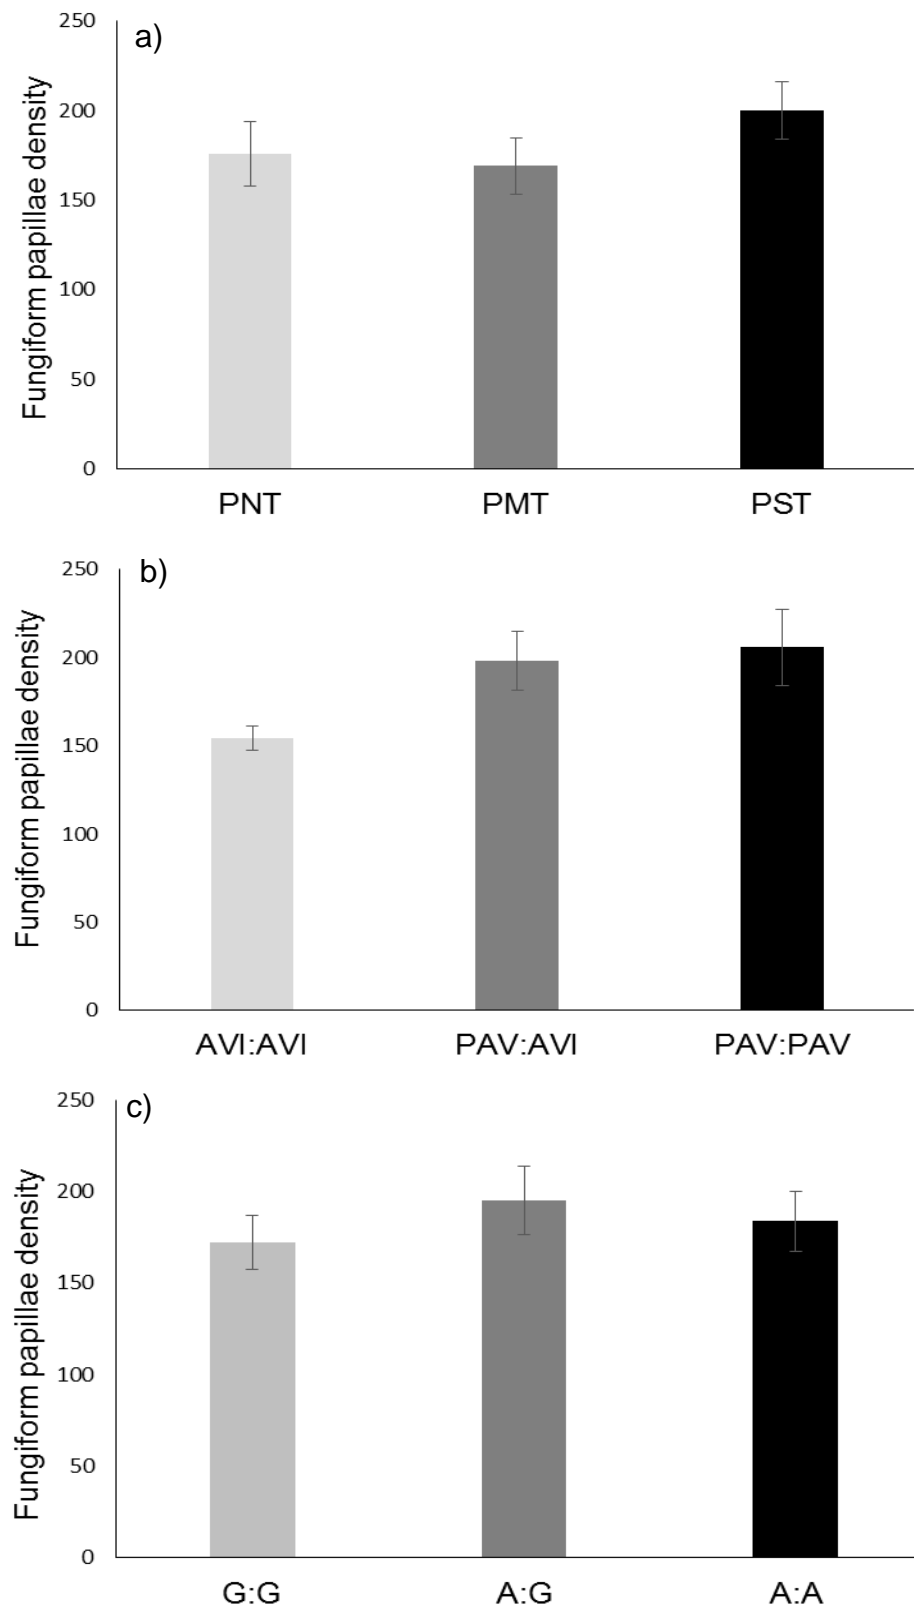 a)
Fungiform papillae density
250
200
150
100
50
0
PNT PMT PST
b)
Fungiform papillae density
250
200
150
100
50
0
AVI:AVI PAV:AVI PAV:PAV
c)
Fungiform papillae density
250
200
150
100
50
0
G:G A:G A:A